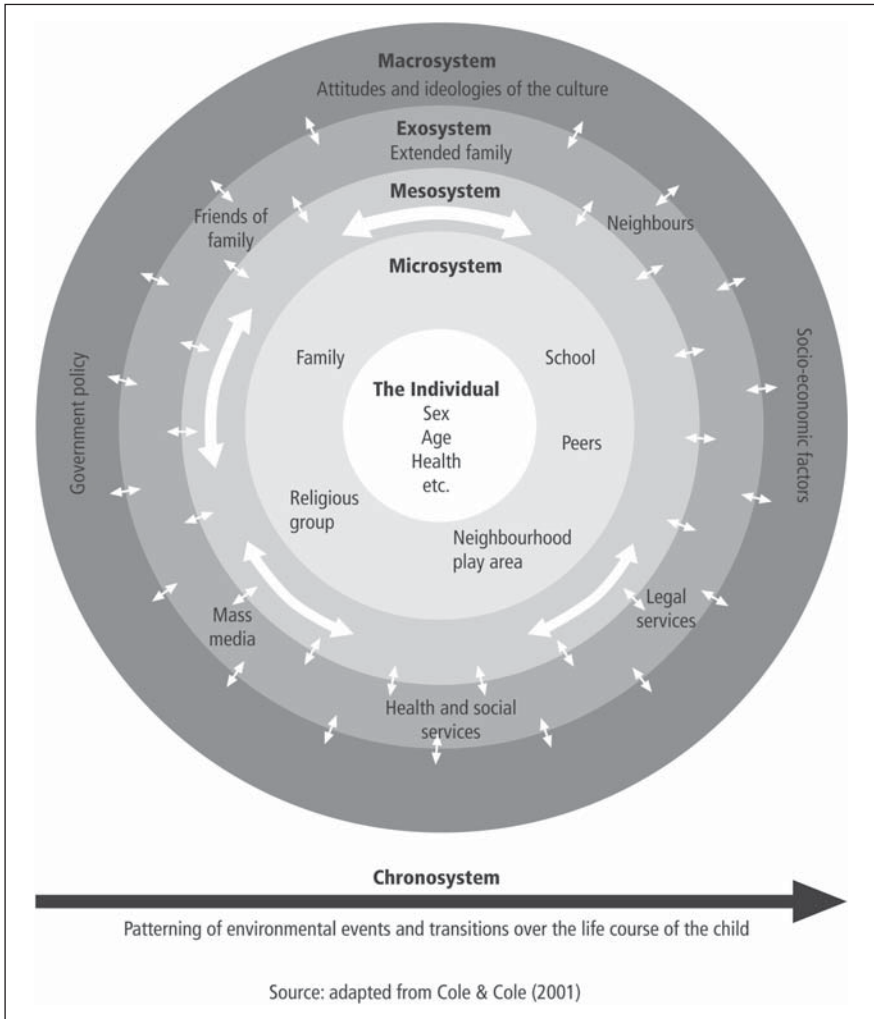 Macrosystem
Attitudes and ideologies of the culture
Exosystem
Extended family
Mesosystem
Friends of
family
Neighbours
Microsystem
Government policy
Socio-economic factors
Family
School
The Individual
Sex
Age
Health
etc.
Peers
Religious
group
Neighbourhood
play area
Mass
media
Legal
services
Health and social
services
Chronosystem
Patterning of environmental events and transitions over the life course of the child
Source: adapted from Cole & Cole (2001)